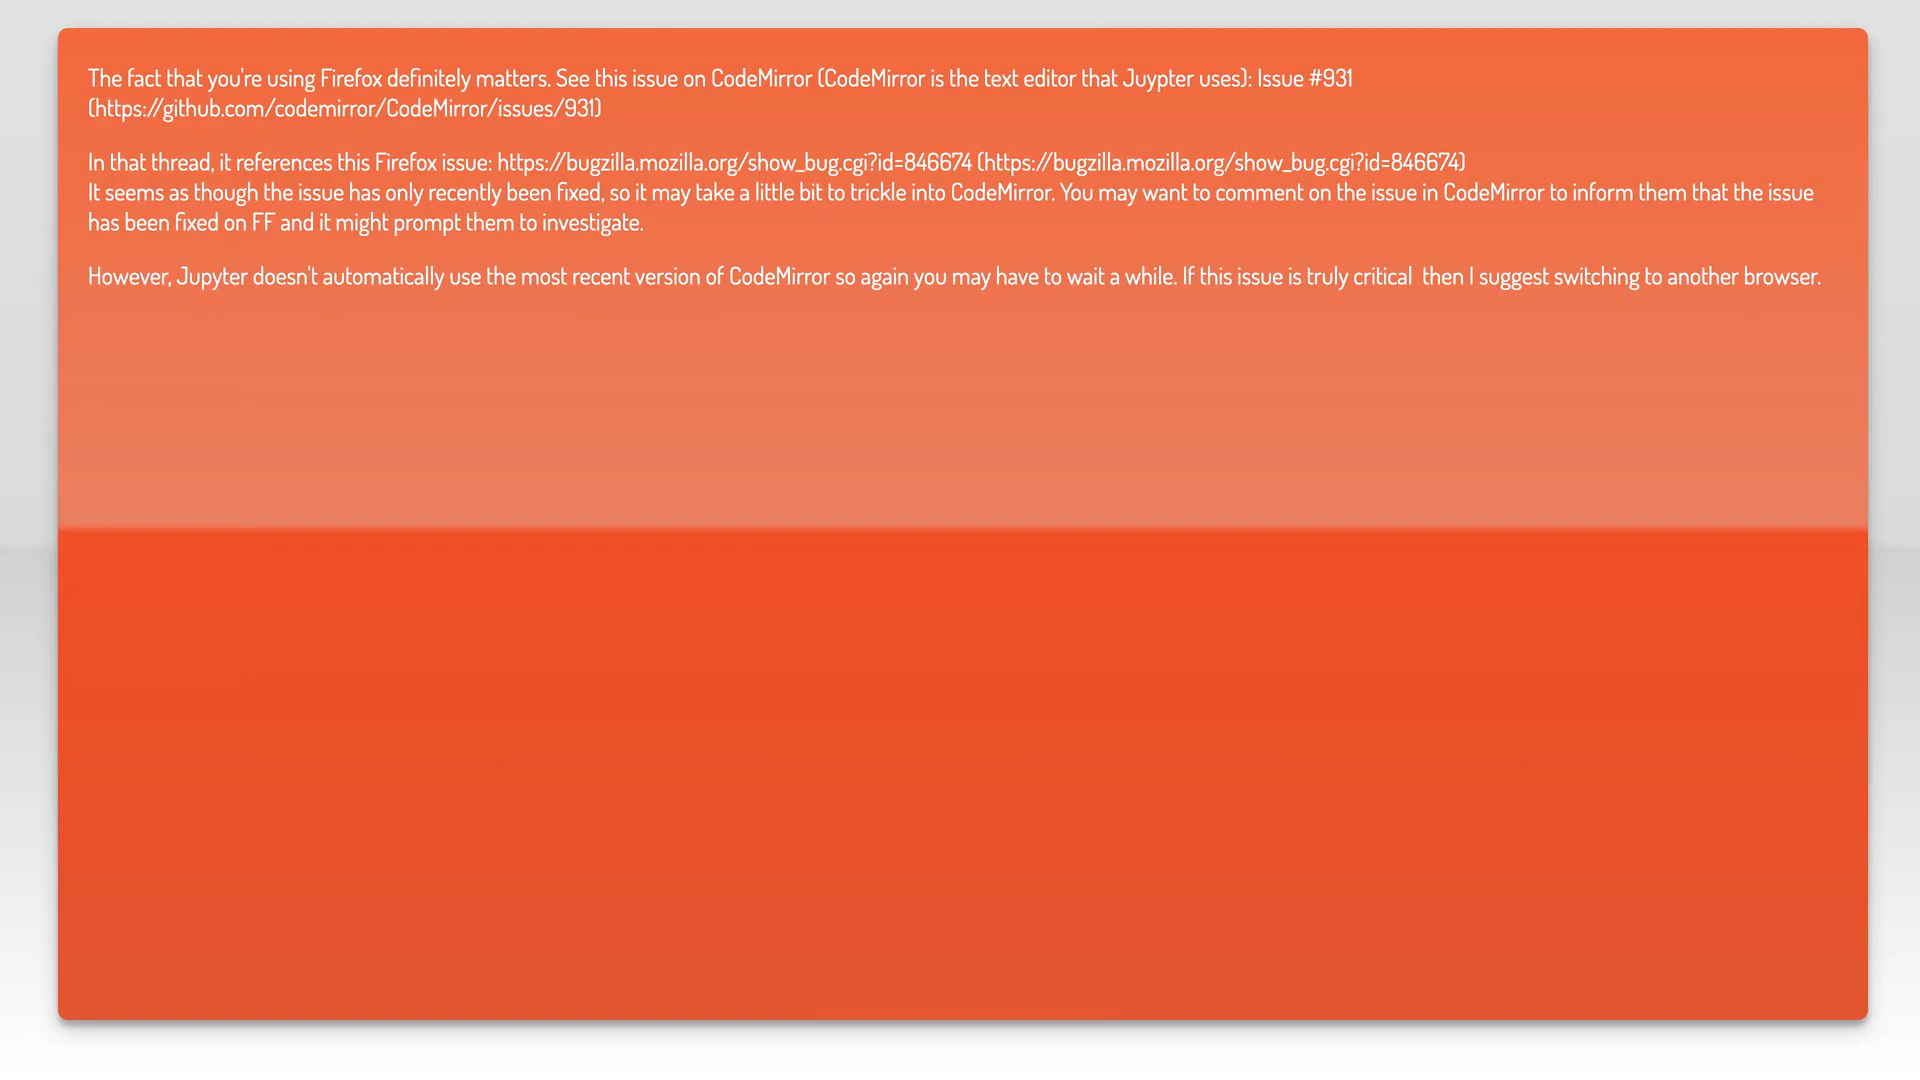 The fact that you're using Firefox definitely matters. See this issue on CodeMirror (CodeMirror is the text editor that Juypter uses): Issue #931
(https://github.com/codemirror/CodeMirror/issues/931)
In that thread, it references this Firefox issue: https://bugzilla.mozilla.org/show_bug.cgi?id=846674 (https://bugzilla.mozilla.org/show_bug.cgi?id=846674)
It seems as though the issue has only recently been fixed, so it may take a little bit to trickle into CodeMirror. You may want to comment on the issue in CodeMirror to inform them that the issue
has been fixed on FF and it might prompt them to investigate.
However, Jupyter doesn't automatically use the most recent version of CodeMirror so again you may have to wait a while. If this issue is truly critical  then I suggest switching to another browser.